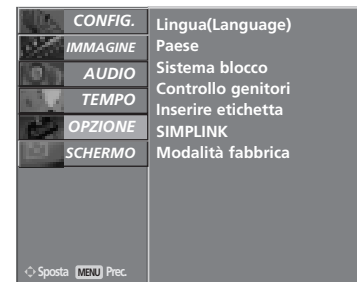 CONFIG.
IMMAGINE
AUDIO
TEMPO
OPZIONE
SCHERMO
Lingua(Language)
Paese
Sistema blocco
Controllo genitori
Inserire etichetta
SIMPLINK
Modalità fabbrica
Sposta MENU Prec.